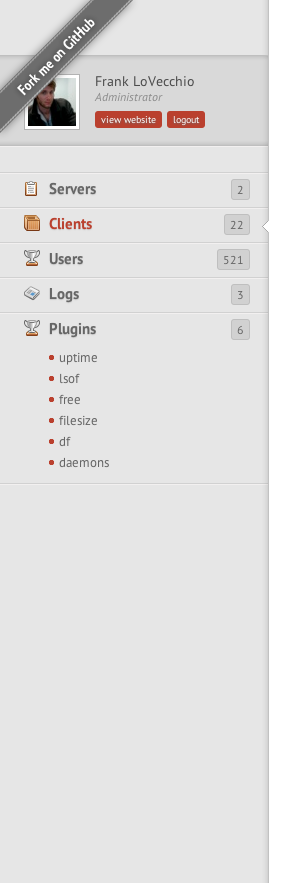 Fork me on GitHub
Frank LoVecchio
Administrator
view website logout
Servers 2
Clients 22
Users 521
Logs 3
Plugins 6
uptime
lsof
free
filesize
df
daemons